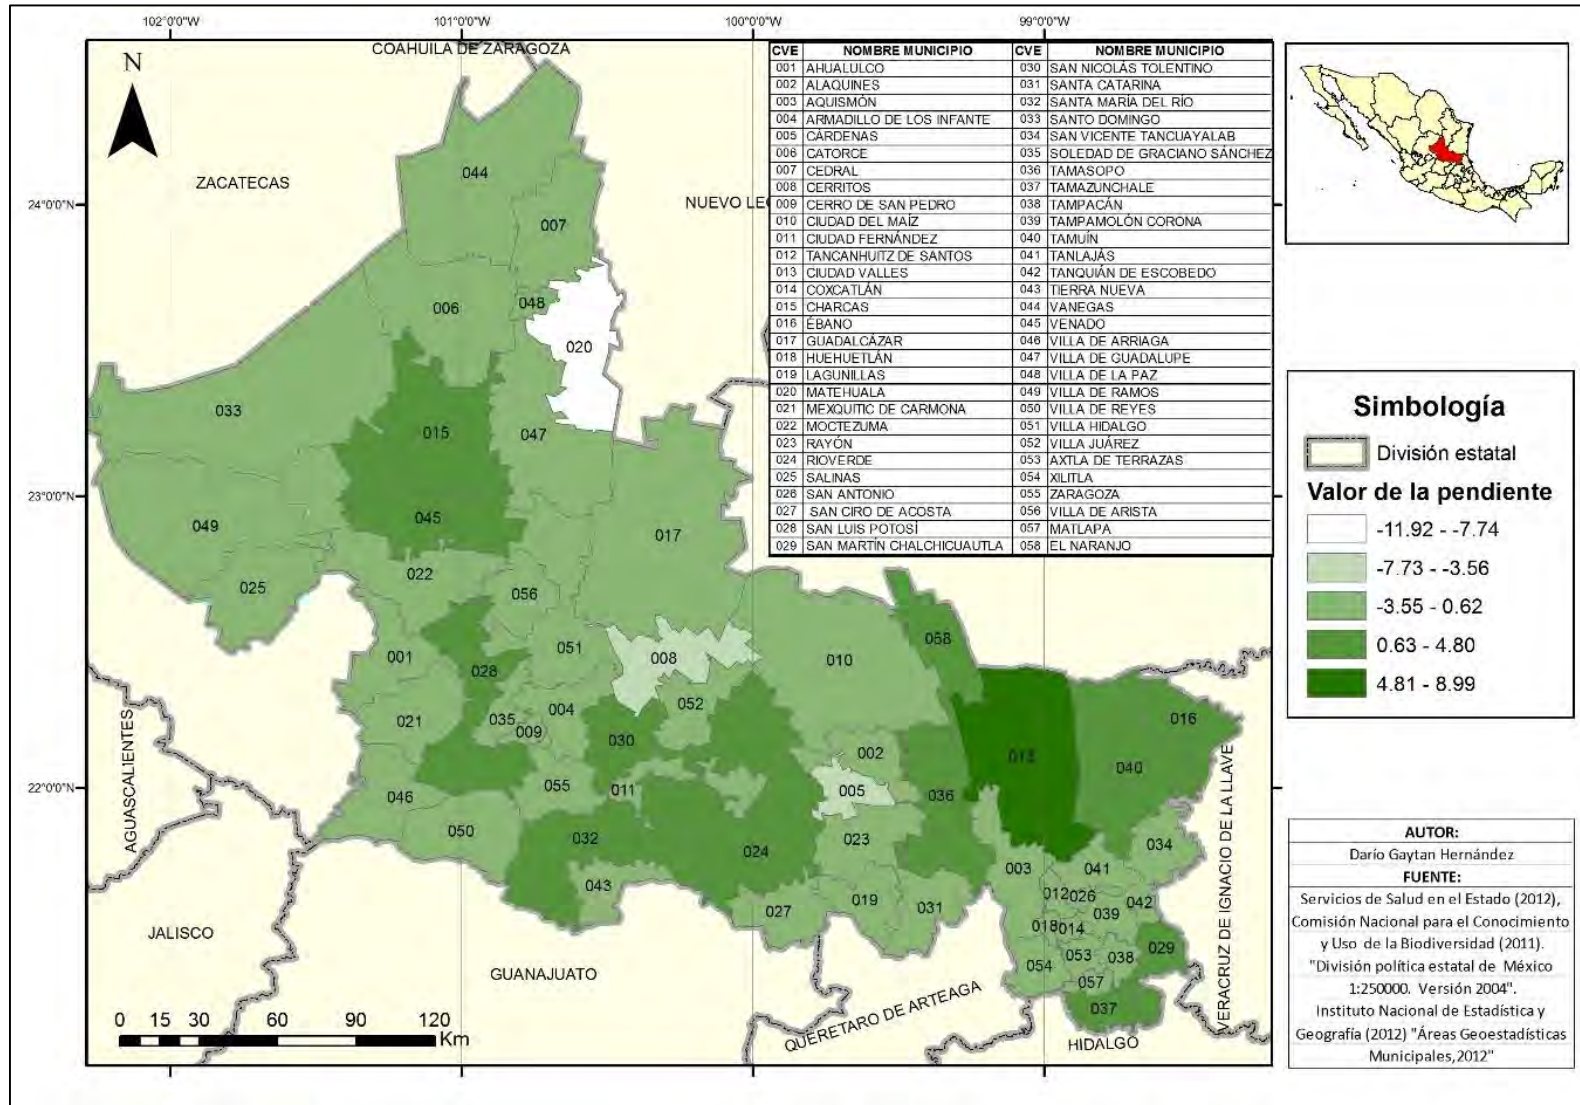 102°0'0"W
101°0'0"W
100°0'0"W
99°0'0"W
24°0'0"N
23°0'0"N
22°0'0"N
N
COAHUILA DE ZARAGOZA
ZACATECAS
NUEVO LE
AGUASCALIENTES
JALISCO
GUANAJUATO
QUERETARO DE ARTEAGA
HIDALGO
VERACRUZ DE IGNACIO DE LA LLAVE
CVE NOMBRE MUNICIPIO CVE NOMBRE MUNICIPIO
001 AHUALULCO 030 SAN NICOLÁS TOLENTINO
002 ALAQUINES 031 SANTA CATARINA
003 AQUISMÓN 032 SANTA MARÍA DEL RÍO
004 ARMADILLO DE LOS INFANTE 033 SANTO DOMINGO
005 CÁRDENAS 034 SAN VICENTE TANCUAYALAB
006 CATORCE 035 SOLEDAD DE GRACIANO SÁNCHEZ
007 CEDRAL 036 TAMASOPO
008 CERRITOS 037 TAMAZUNCHALE
009 CERRO DE SAN PEDRO 038 TAMPACÁN
010 CIUDAD DEL MAÍZ 039 TAMPAMOLÓN CORONA
011 CIUDAD FERNÁNDEZ 040 TAMUÍN
012 TANCANHUITZ DE SANTOS 041 TANLAJÁS
013 CIUDAD VALLES 042 TANQUIÁN DE ESCOBEDO
014 COXCATLÁN 043 TIERRA NUEVA
015 CHARCAS 044 VANEGAS
016 ÉBANO 045 VENADO
017 GUADALCÁZAR 046 VILLA DE ARRIAGA
018 HUEHUETLÁN 047 VILLA DE GUADALUPE
019 LAGUNILLAS 048 VILLA DE LA PAZ
020 MATEHUALA 049 VILLA DE RAMOS
021 MEXQUITIC DE CARMONA 050 VILLA DE REYES
022 MOCTEZUMA 051 VILLA HIDALGO
023 RAYÓN 052 VILLA JUÁREZ
024 RIOVERDE 053 AXTLA DE TERRAZAS
025 SALINAS 054 XILITLA
026 SAN ANTONIO 055 ZARAGOZA
027 SAN CIRO DE ACOSTA 056 VILLA DE ARISTA
028 SAN LUIS POTOSÍ 057 MATLAPA
029 SAN MARTÍN CHALCHICUAUTLA 058 EL NARANJO
044
007
006
048
020
033
015
047
049
045
017
025
022
056
001
028
051
008
010
058
021
035
004
009
052
030
002
013
016
040
046
055
011
005
036
050
032
024
023
003
041
034
043
027
019
031
012
026
042
039
018
014
029
054
053
038
057
037
0 15 30 60 90 120
Km
Simbología
División estatal
Valor de la pendiente
-11.92 - -7.74
-7.73 - -3.56
-3.55 - 0.62
0.63 - 4.80
4.81 - 8.99
AUTOR:
Darío Gaytan Hernández
FUENTE:
Servicios de Salud en el Estado (2012),
Comisión Nacional para el Conocimiento
y Uso de la Biodiversidad (2011).
"División política estatal de México
1:250000. Versión 2004".
Instituto Nacional de Estadística y
Geografía (2012) "Áreas Geoestadísticas
Municipales,2012"